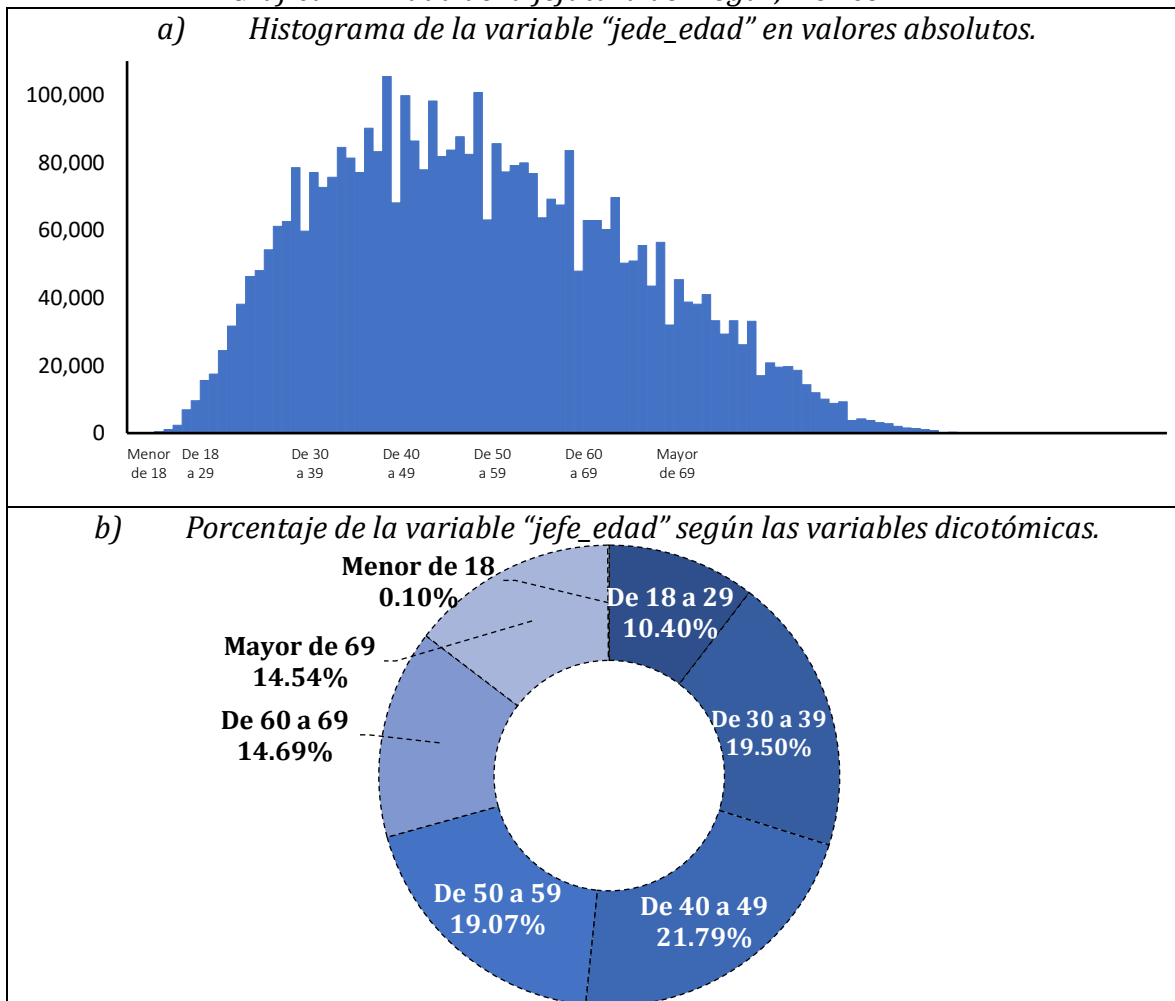 a) Histograma de la variable “jede_edad” en valores absolutos.
100,000
80,000
60,000
40,000
20,000
0
Menor De 18 De 30 De 40 De 50 De 60 Mayor
de 18 a 29 a 39 a 49 a 59 a 69 de 69
b) Porcentaje de la variable “jefe_edad” según las variables dicotómicas.
Menor de 18
0.10%
De 18 a 29
10.40%
Mayor de 69
14.54%
De 60 a 69
14.69%
De 30 a 39
19.50%
De 50 a 59
19.07%
De 40 a 49
21.79%